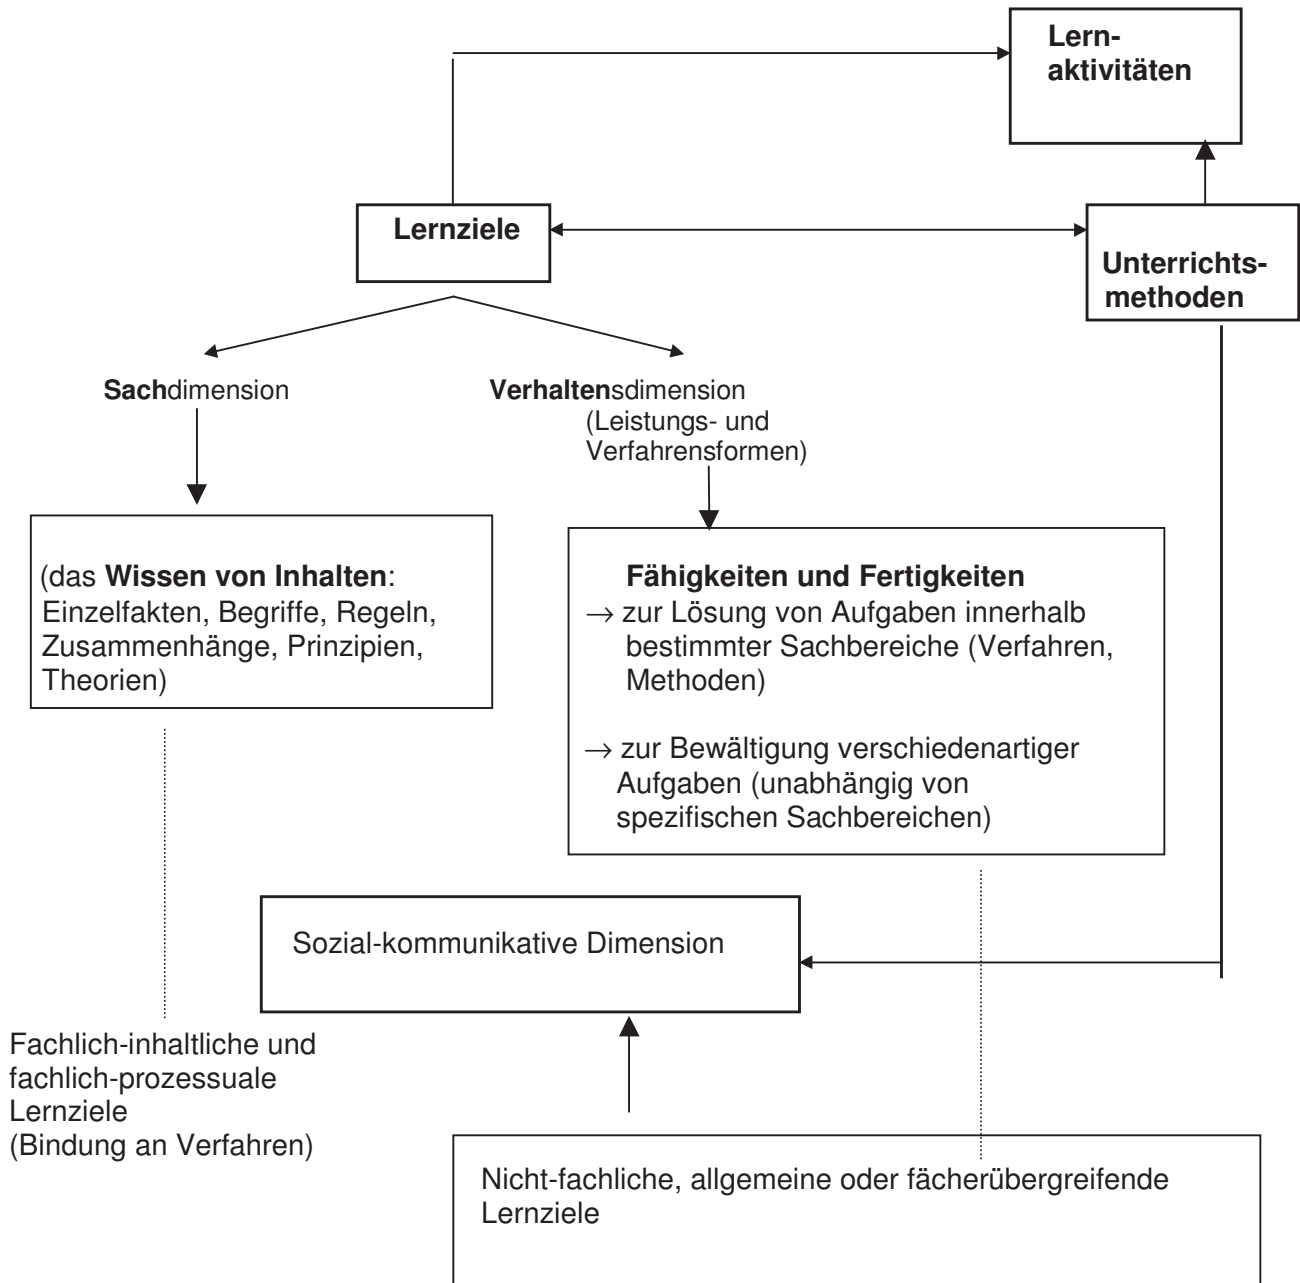 Lern-
aktivitäten
Lernziele
Unterrichts-
methoden
Sachdimension
Verhaltensdimension
(Leistungs- und
Verfahrensformen)
(das Wissen von Inhalten:
Einzelfakten, Begriffe, Regeln,
Zusammenhänge, Prinzipien,
Theorien)
Fähigkeiten und Fertigkeiten
→ zur Lösung von Aufgaben innerhalb
bestimmter Sachbereiche (Verfahren,
Methoden)
→ zur Bewältigung verschiedenartiger
Aufgaben (unabhängig von
spezifischen Sachbereichen)
Sozial-kommunikative Dimension
Fachlich-inhaltliche und
fachlich-prozessuale
Lernziele
(Bindung an Verfahren)
Nicht-fachliche, allgemeine oder fächerübergreifende
Lernziele